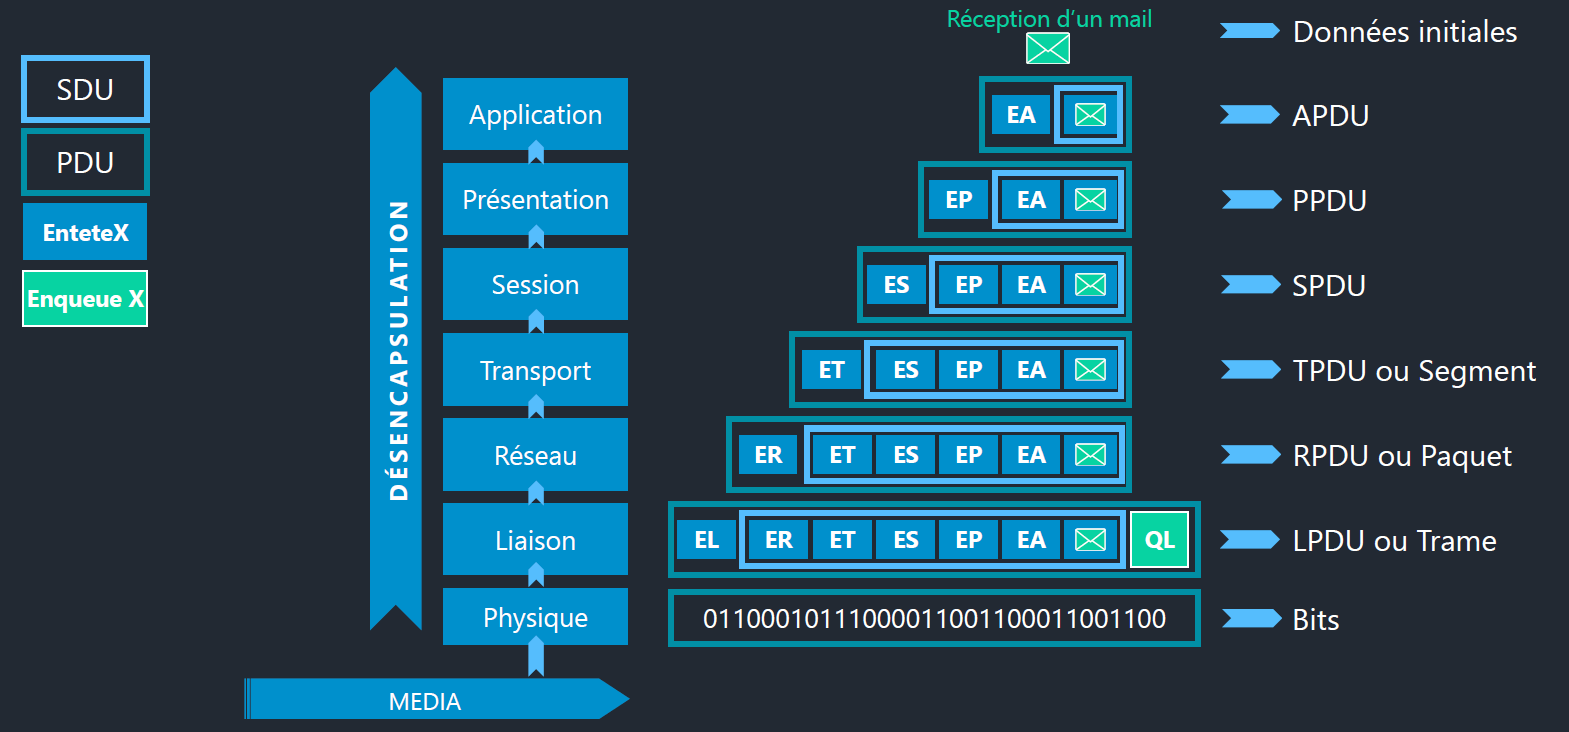 Réception d’un mail
Données initiales
SDU
PDU
EnteteX
Enqueue X
DÉSENCAPSULATION
Application
EA
APDU
Présentation
EP EA
PPDU
Session
ES EP EA
SPDU
Transport
ET ES EP EA
TPDU ou Segment
Réseau
ER ET ES EP EA
RPDU ou Paquet
Liaison
EL ER ET ES EP EA QL
LPDU ou Trame
Physique
0110001011100001100110001100​1100
Bits
MEDIA